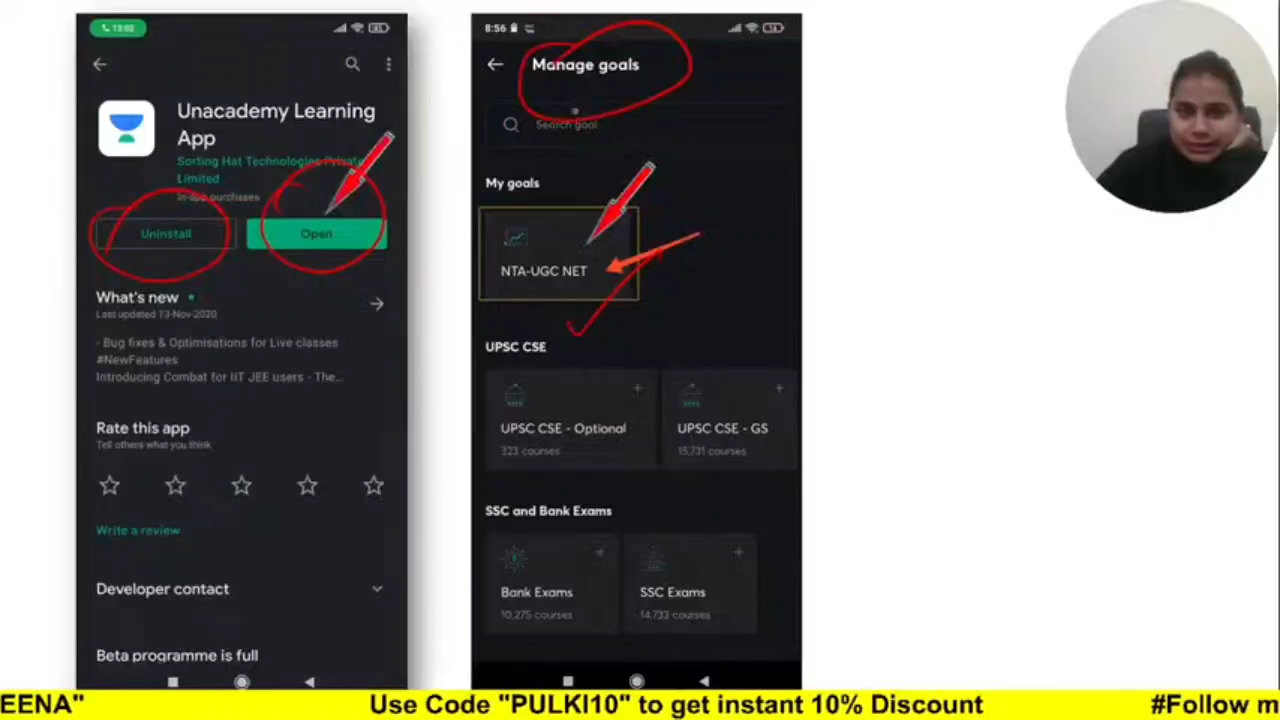 13:02
Unacademy Learning
App
Sorting Hat Technologies Private
Limited
In-app purchases
Uninstall
Open
What's new
Last updated 13-Nov-2020
- Bug fixes & Optimisations for Live classes
#NewFeatures
Introducing Combat for IIT JEE users - The...
Rate this app
Tell others what you think
Write a review
Developer contact
Beta programme is full
8:56
Manage goals
Search goal
My goals
NTA-UGC NET
UPSC CSE
UPSC CSE - Optional
323 courses
UPSC CSE - GS
15,731 courses
SSC and Bank Exams
Bank Exams
10,275 courses
SSC Exams
14,733 courses
EENA" Use Code "PULKI10" to get instant 10% Discount #Follow m